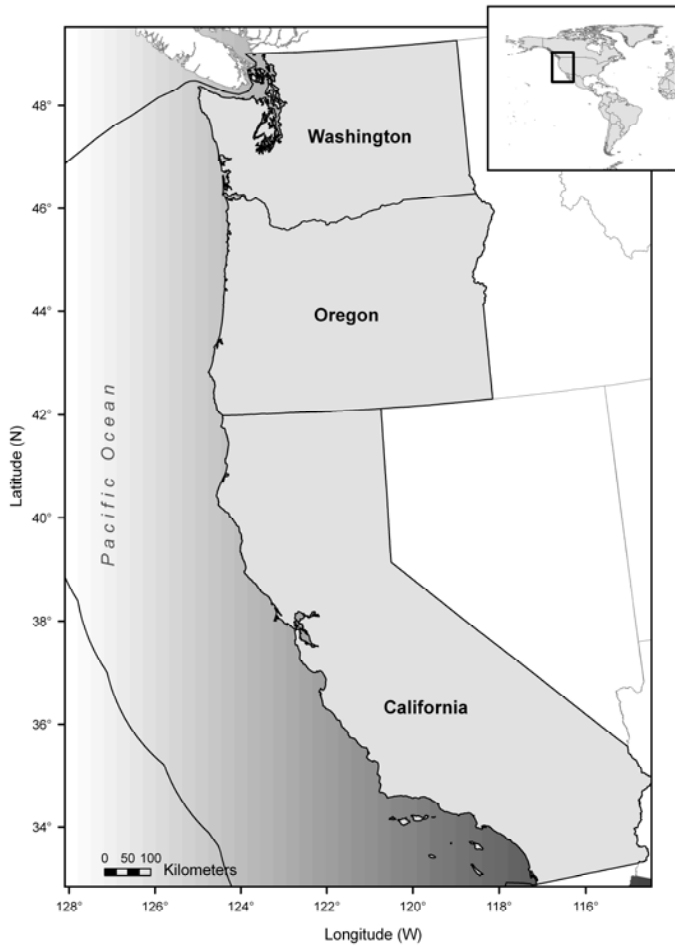 48°
46°
44°
42°
40°
38°
36°
34°
Latitude (N)
Pacific Ocean
Washington
Oregon
California
0 50 100
Kilometers
128° 126° 124° 122° 120° 118° 116°
Longitude (W)